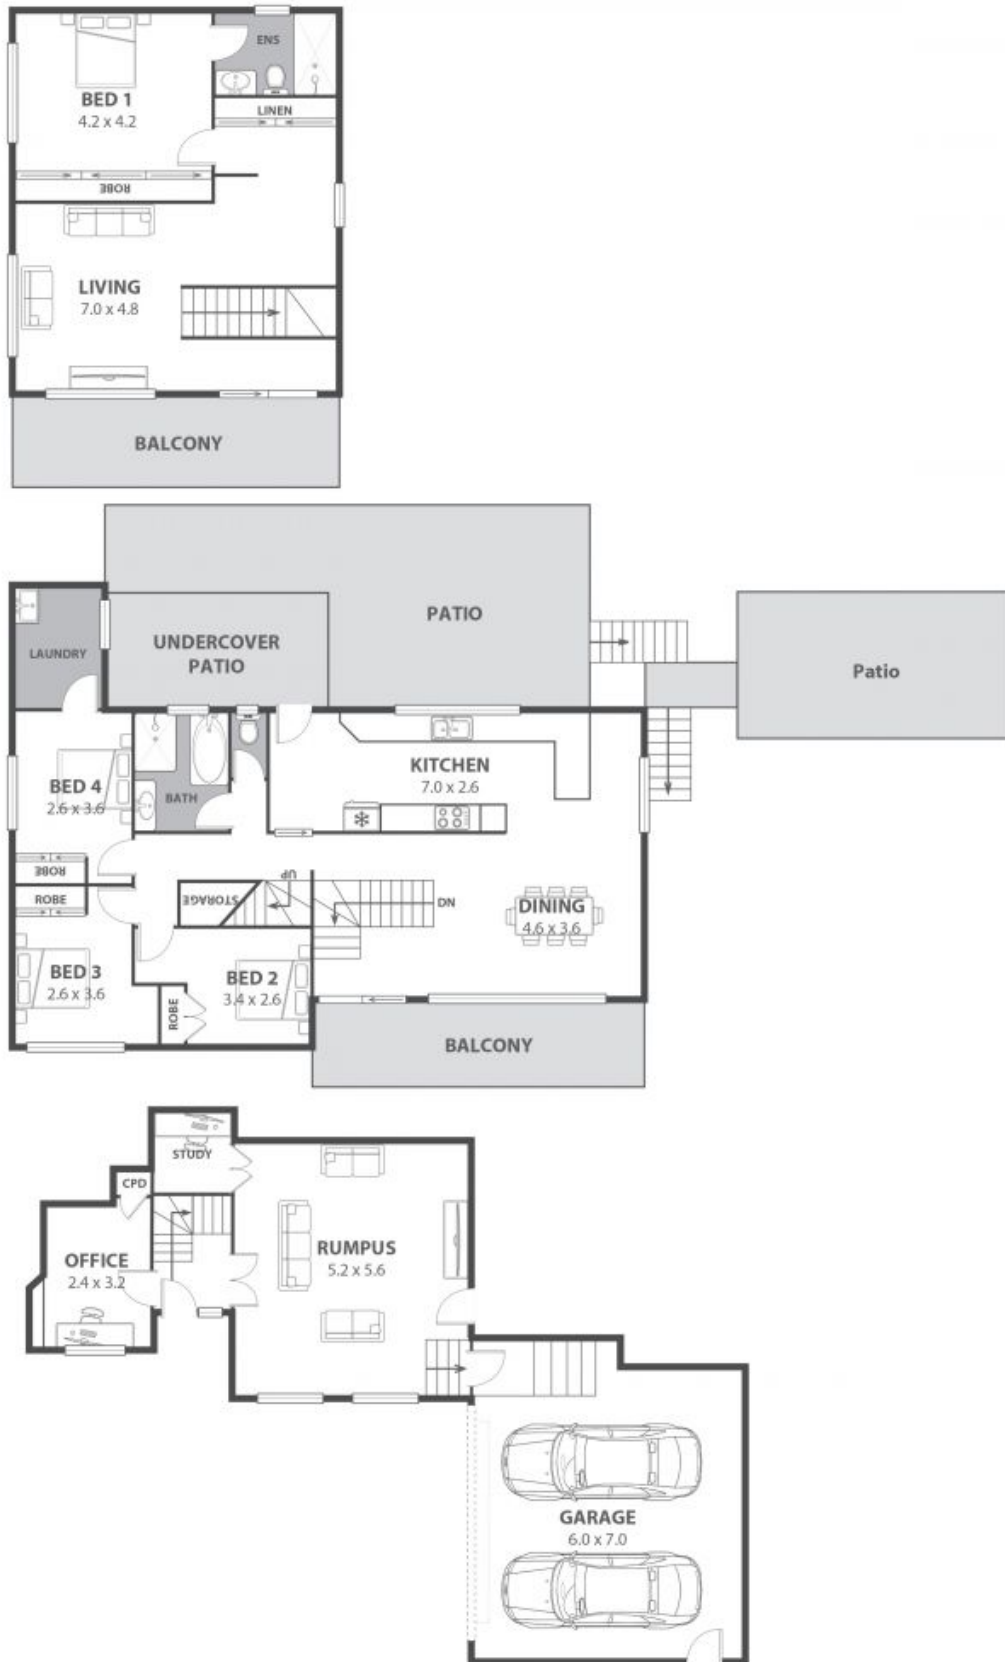 ENS
BED 1
4.2 x 4.2
LINEN
ROBE
LIVING
7.0 x 4.8
BALCONY
PATIO
UNDERCOVER
PATIO
LAUNDRY
Patio
KITCHEN
7.0 x 2.6
BED 4
2.6 x 3.6
BATH
ROBE
UP
ROBE
STORAGE
DN
DINING
4.6 x 3.6
BED 3
2.6 x 3.6
BED 2
3.4 x 2.6
ROBE
BALCONY
STUDY
CPD
OFFICE
2.4 x 3.2
RUMPUS
5.2 x 5.6
GARAGE
6.0 x 7.0